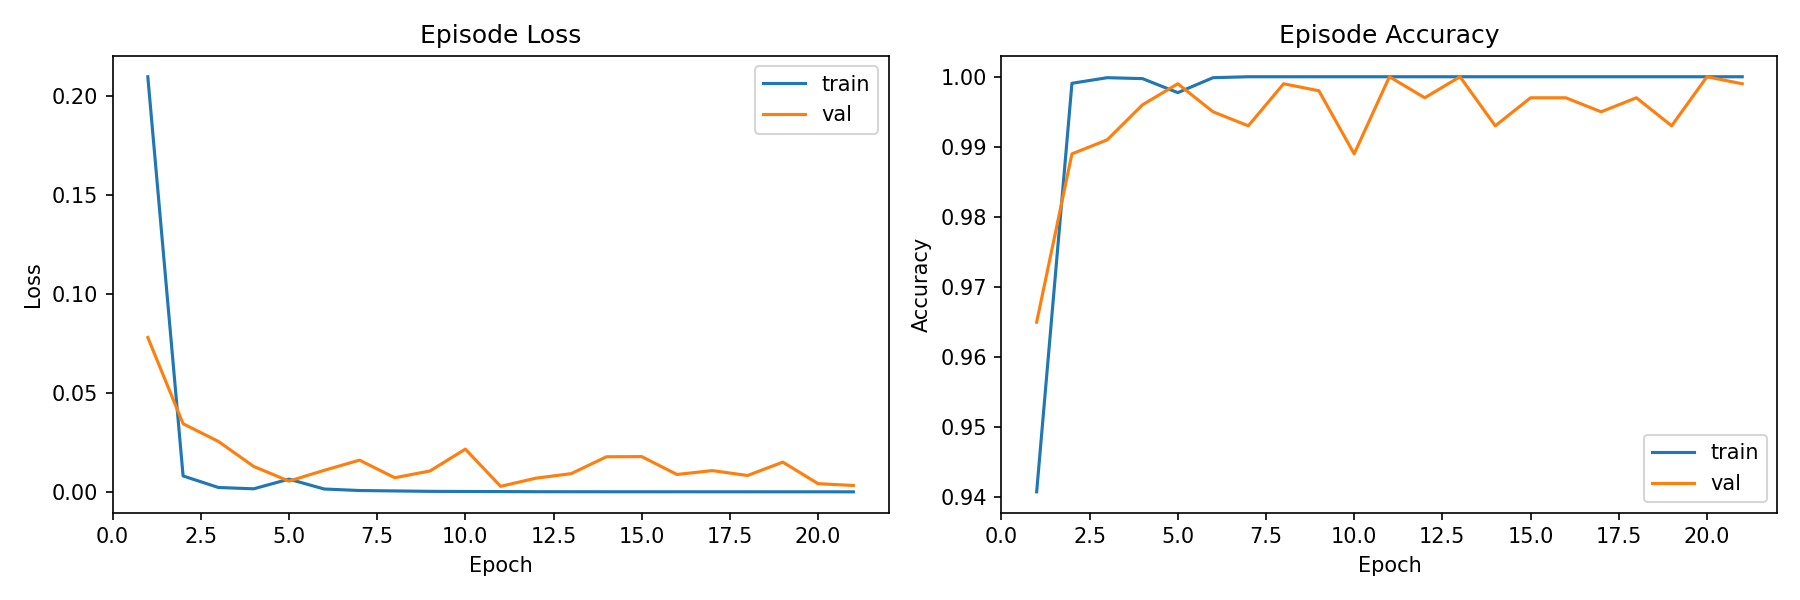 Episode Loss
0.20
0.15
0.10
0.05
0.00
Loss
train
val
0.0 2.5 5.0 7.5 10.0 12.5 15.0 17.5 20.0
Epoch
Episode Accuracy
1.00
0.99
0.98
0.97
0.96
0.95
0.94
Accuracy
train
val
0.0 2.5 5.0 7.5 10.0 12.5 15.0 17.5 20.0
Epoch